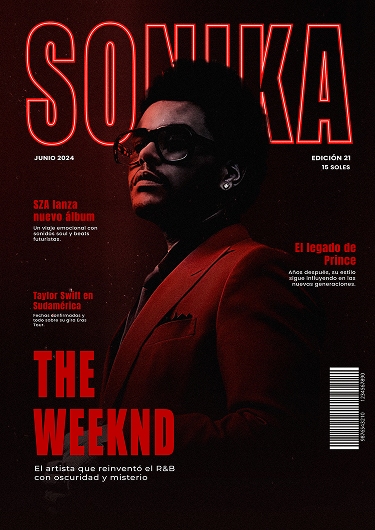 SONIKA
JUNIO 2024
EDICIÓN 21
15 SOLES
SZA lanza
nuevo álbum
Un viaje emocional con
sonidos soul y beats
futuristas.
El legado de
Prince
Años después, su estilo
sigue influyendo en las
nuevas generaciones.
Taylor Swift en
Sudamérica
Fechas confirmadas y
todo sobre su gira Eras
Tour.
THE
WEEKND
El artista que reinventó el R&B
con oscuridad y misterio